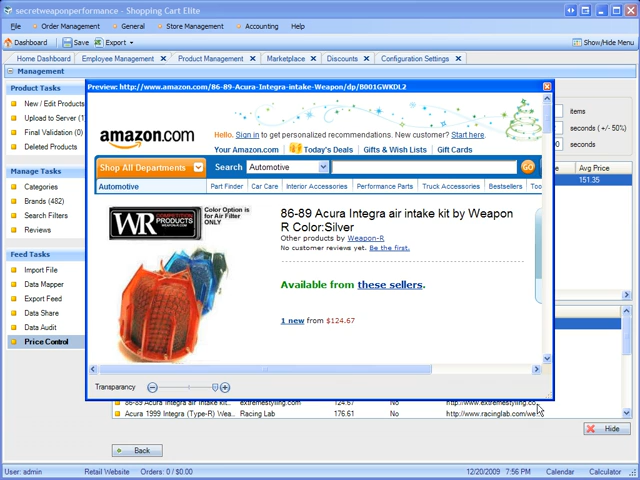 secretweaponperformance - Shopping Cart Elite
File Order Management General Store Management Accounting Help
Dashboard Save Export Show/Hide Menu
Home Dashboard Employee Management Product Management Marketplace Discounts Configuration Settings
Management
Product Tasks
New / Edit Products
Upload to Server (1
Final Validation (0)
Deleted Products
Manage Tasks
Categories
Brands (482)
Search Filters
Reviews
Feed Tasks
Import File
Data Mapper
Export Feed
Data Share
Data Audit
Price Control
Preview: http://www.amazon.com/86-89-Acura-Integra-intake-Weapon/dp/B001GWKDL2
amazon.com
Hello. Sign in to get personalized recommendations. New customer? Start here.
Your Amazon.com Today's Deals Gifts & Wish Lists Gift Cards
Shop All Departments Search Automotive GO
Automotive Part Finder Car Care Interior Accessories Performance Parts Truck Accessories Bestsellers Too
WR COMPETITION PRODUCTS
Color Option is
for Air Filter
ONLY
86-89 Acura Integra air intake kit by Weapon
R Color:Silver
Other products by Weapon-R
No customer reviews yet. Be the first.
Available from these sellers.
1 new from $124.67
Transparency
items
seconds (+/- 50%)
seconds
Avg Price
151.35
86-89 Acura Integra air intake kit.. extremestyling.com 124.67 No http://www.extremestyling.co..
Acura 1999 Integra (Type-R) Wea.. Racing Lab 176.61 No http://www.racinglab.com/we
Hide
Back
User: admin Retail Website Orders: 0 / $0.00 12/20/2009 7:56 PM Calendar Calculator